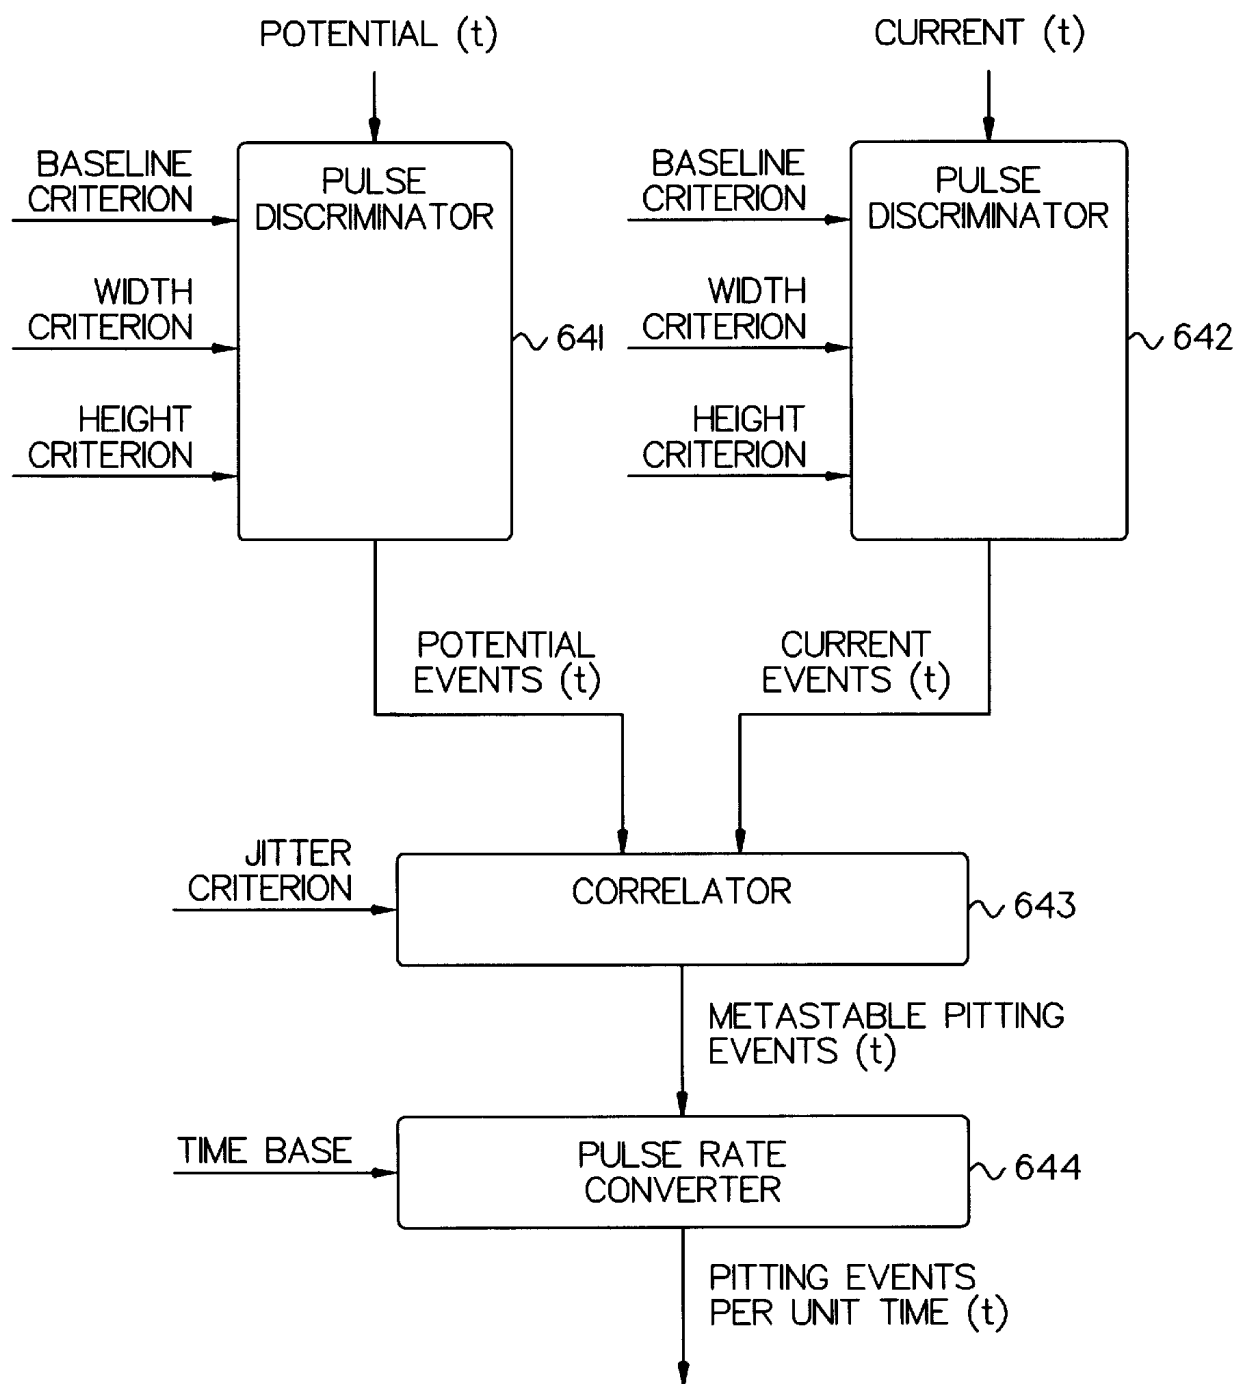 POTENTIAL (t)
CURRENT (t)
BASELINE
CRITERION
PULSE
DISCRIMINATOR
WIDTH
CRITERION
641
HEIGHT
CRITERION
BASELINE
CRITERION
PULSE
DISCRIMINATOR
WIDTH
CRITERION
642
HEIGHT
CRITERION
POTENTIAL
EVENTS (t)
CURRENT
EVENTS (t)
JITTER
CRITERION
CORRELATOR
643
METASTABLE PITTING
EVENTS (t)
TIME BASE
PULSE RATE
CONVERTER
644
PITTING EVENTS
PER UNIT TIME (t)